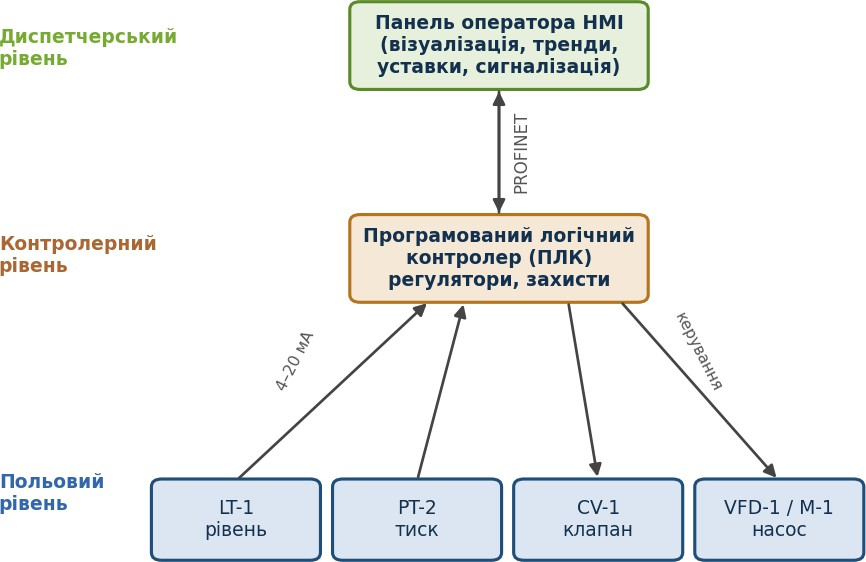 Диспетчерський
рівень
Панель оператора HMI
(візуалізація, тренди,
уставки, сигналізація)
PROFINET
Контролерний
рівень
Програмований логічний
контролер (ПЛК)
регулятори, захисти
4–20 мА
керування
Польовий
рівень
LT-1
рівень
PT-2
тиск
CV-1
клапан
VFD-1 / M-1
насос